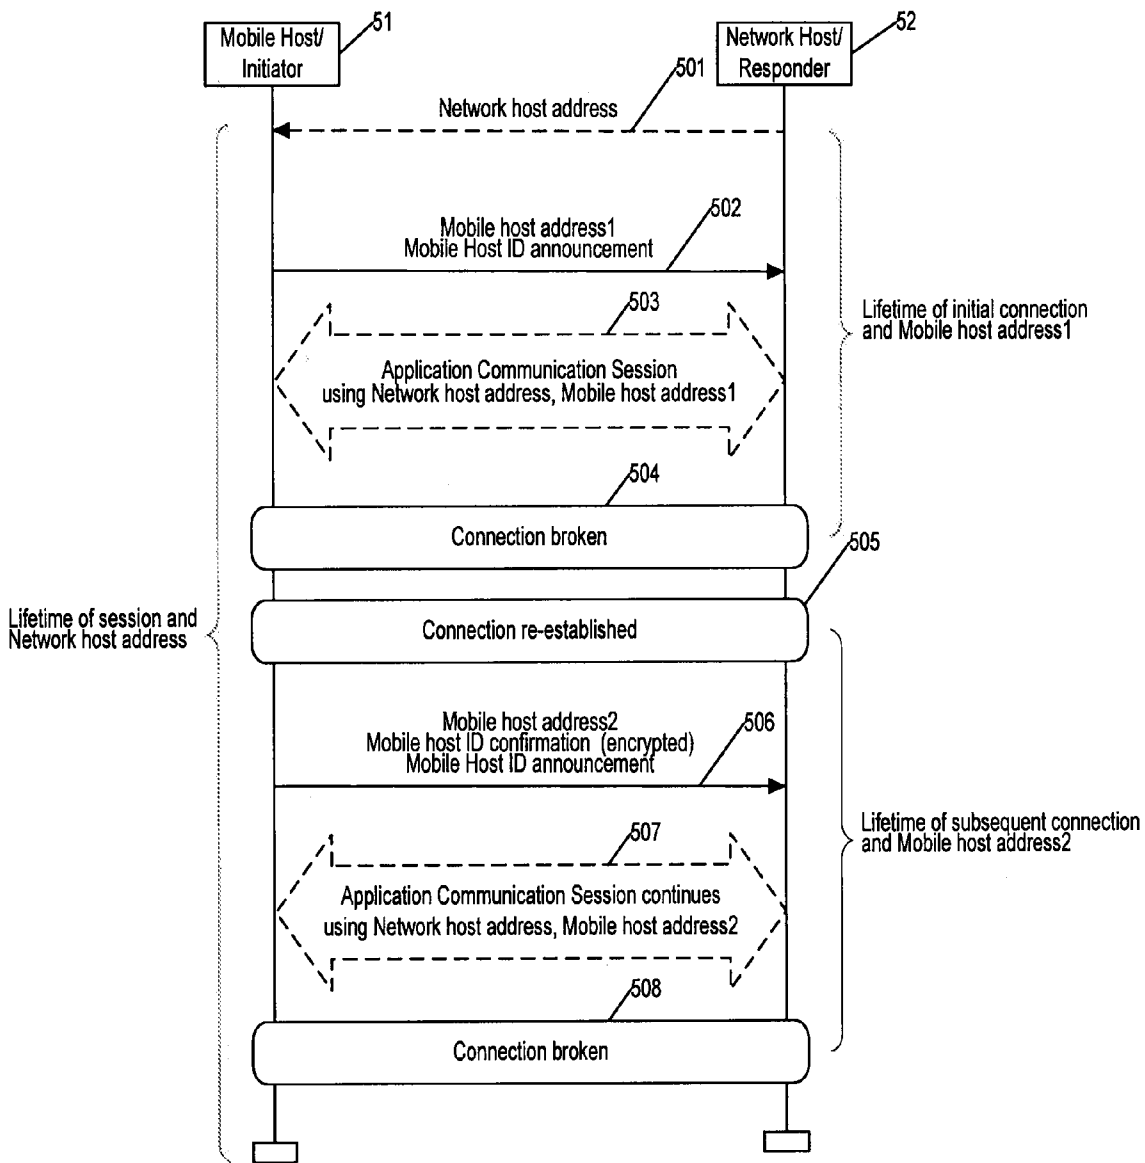 Mobile Host/
Initiator
51
Network Host/
Responder
52
501
Network host address
502
Mobile host address1
Mobile Host ID announcement
503
Lifetime of initial connection
and Mobile host address1
Application Communication Session
using Network host address, Mobile host address1
504
Connection broken
505
Lifetime of session and
Network host address
Connection re-established
Mobile host address2
Mobile host ID confirmation (encrypted)
Mobile Host ID announcement
506
507
Lifetime of subsequent connection
and Mobile host address2
Application Communication Session continues
using Network host address, Mobile host address2
508
Connection broken